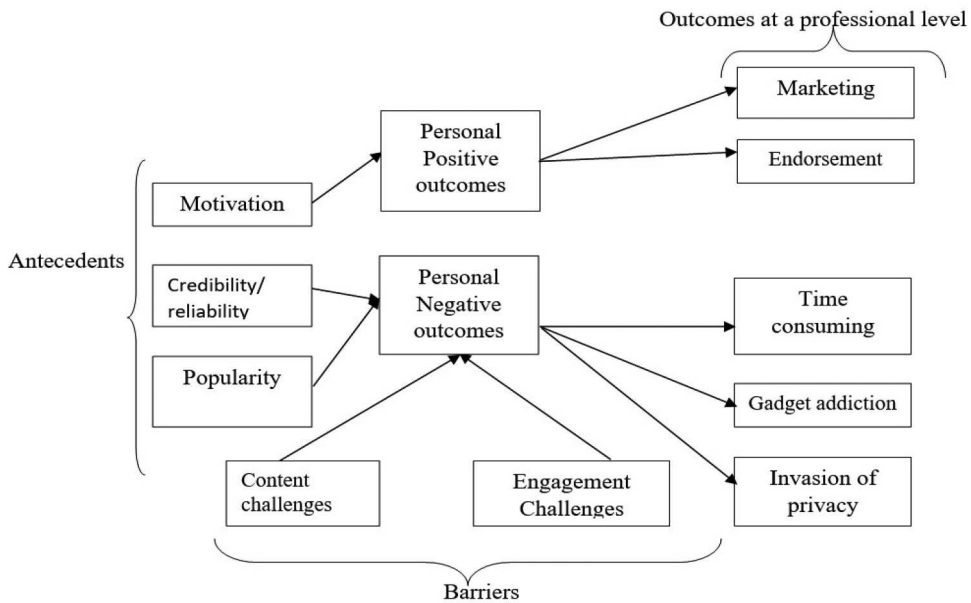 Outcomes at a professional level
Marketing
Personal
Positive
outcomes
Endorsement
Motivation
Antecedents
Credibility/
reliability
Personal
Negative
outcomes
Time
consuming
Popularity
Gadget addiction
Content
challenges
Engagement
Challenges
Invasion of
privacy
Barriers